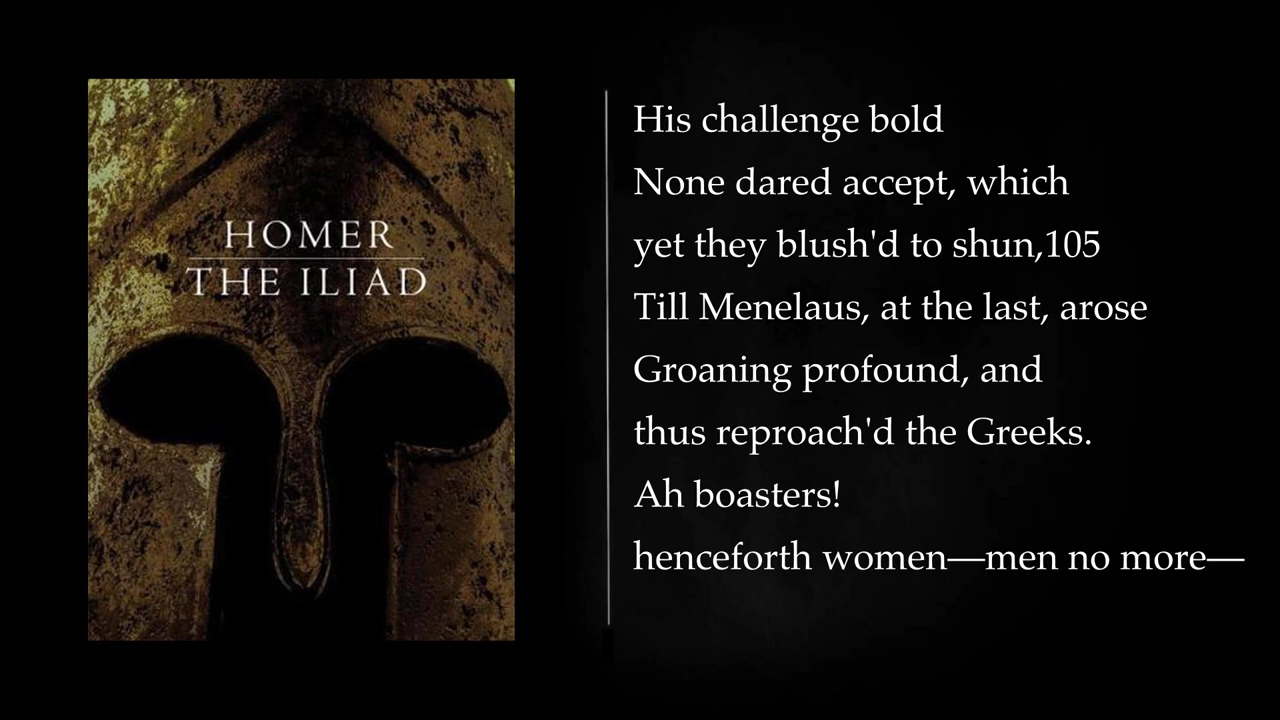 HOMER
THE ILIAD
His challenge bold
None dared accept, which
yet they blush'd to shun,105
Till Menelaus, at the last, arose
Groaning profound, and
thus reproach'd the Greeks.
Ah boasters!
henceforth women—men no more—